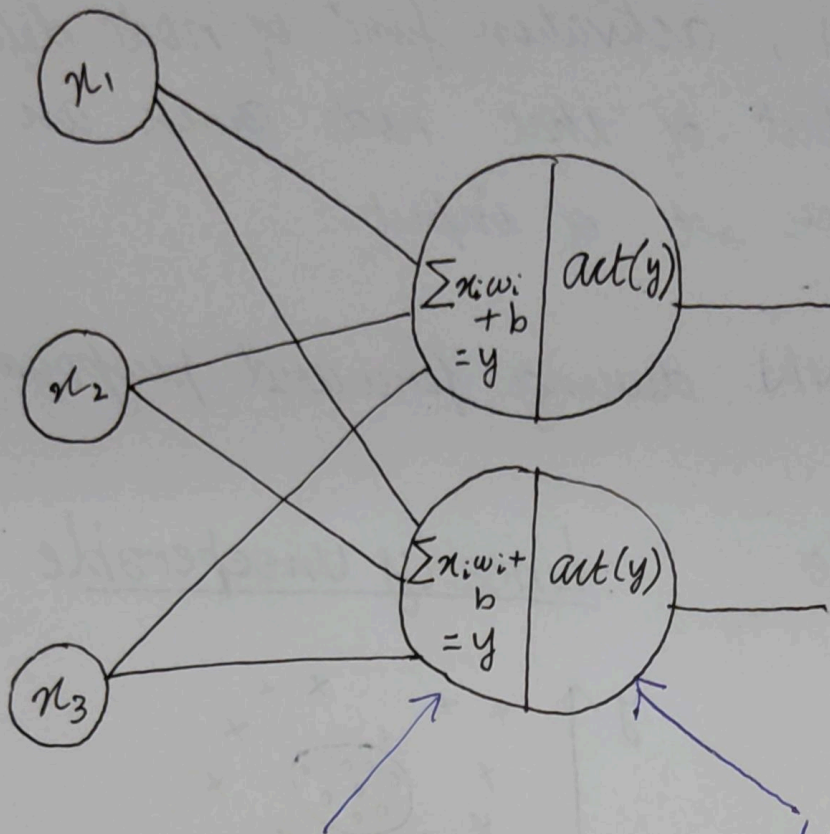 x₁
∑xᵢwᵢ
+ b
= y
act(y)
x₂
∑xᵢwᵢ+
b
= y
act(y)
x₃